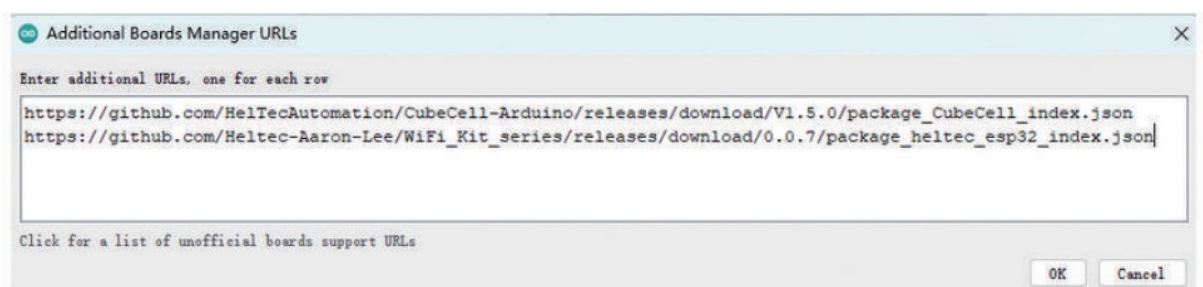 Additional Boards Manager URLs
Enter additional URLs, one for each row
https://github.com/HelTecAutomation/CubeCell-Arduino/releases/download/V1.5.0/package_CubeCell_index.json
https://github.com/Heltec-Aaron-Lee/WiFi_Kit_series/releases/download/0.0.7/package_heltec_esp32_index.json
Click for a list of unofficial boards support URLs
OK Cancel